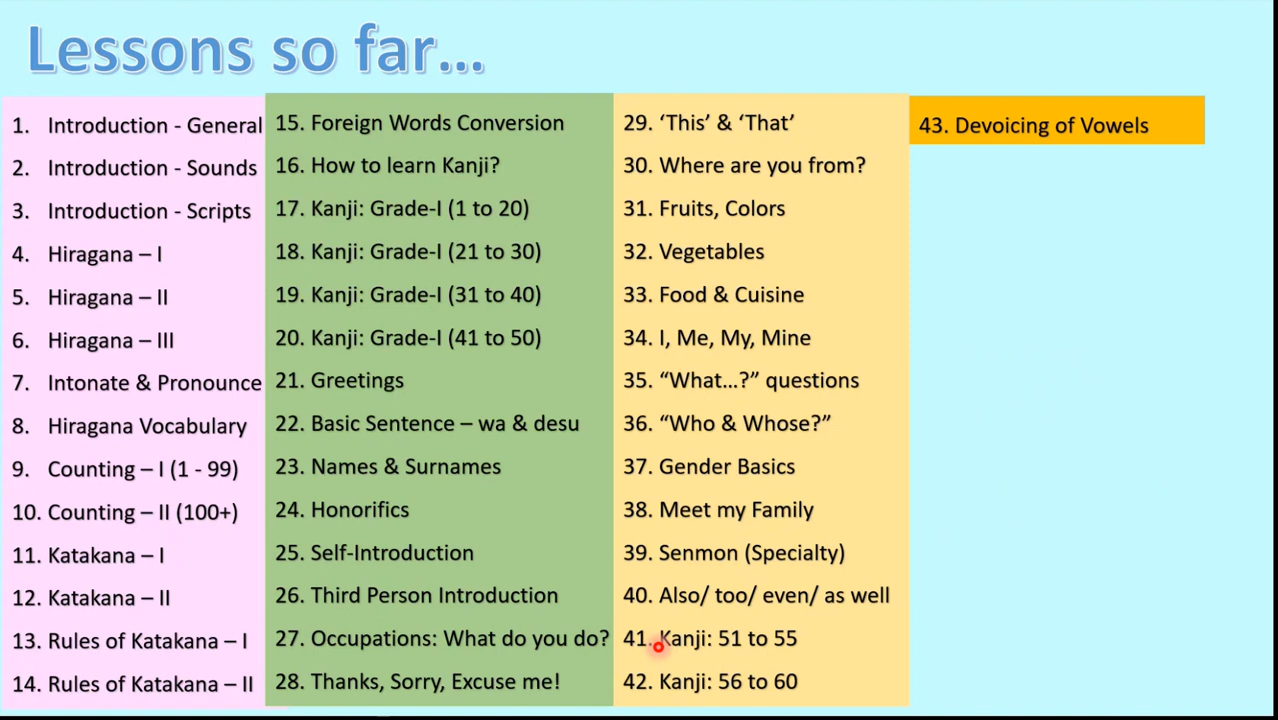 Lessons so far...
1. Introduction - General
2. Introduction - Sounds
3. Introduction - Scripts
4. Hiragana – I
5. Hiragana – II
6. Hiragana – III
7. Intonate & Pronounce
8. Hiragana Vocabulary
9. Counting – I (1 - 99)
10. Counting – II (100+)
11. Katakana – I
12. Katakana – II
13. Rules of Katakana – I
14. Rules of Katakana – II
15. Foreign Words Conversion
16. How to learn Kanji?
17. Kanji: Grade-I (1 to 20)
18. Kanji: Grade-I (21 to 30)
19. Kanji: Grade-I (31 to 40)
20. Kanji: Grade-I (41 to 50)
21. Greetings
22. Basic Sentence – wa & desu
23. Names & Surnames
24. Honorifics
25. Self-Introduction
26. Third Person Introduction
27. Occupations: What do you do?
28. Thanks, Sorry, Excuse me!
29. ‘This’ & ‘That’
30. Where are you from?
31. Fruits, Colors
32. Vegetables
33. Food & Cuisine
34. I, Me, My, Mine
35. “What...?” questions
36. “Who & Whose?”
37. Gender Basics
38. Meet my Family
39. Senmon (Specialty)
40. Also/ too/ even/ as well
41. Kanji: 51 to 55
42. Kanji: 56 to 60
43. Devoicing of Vowels